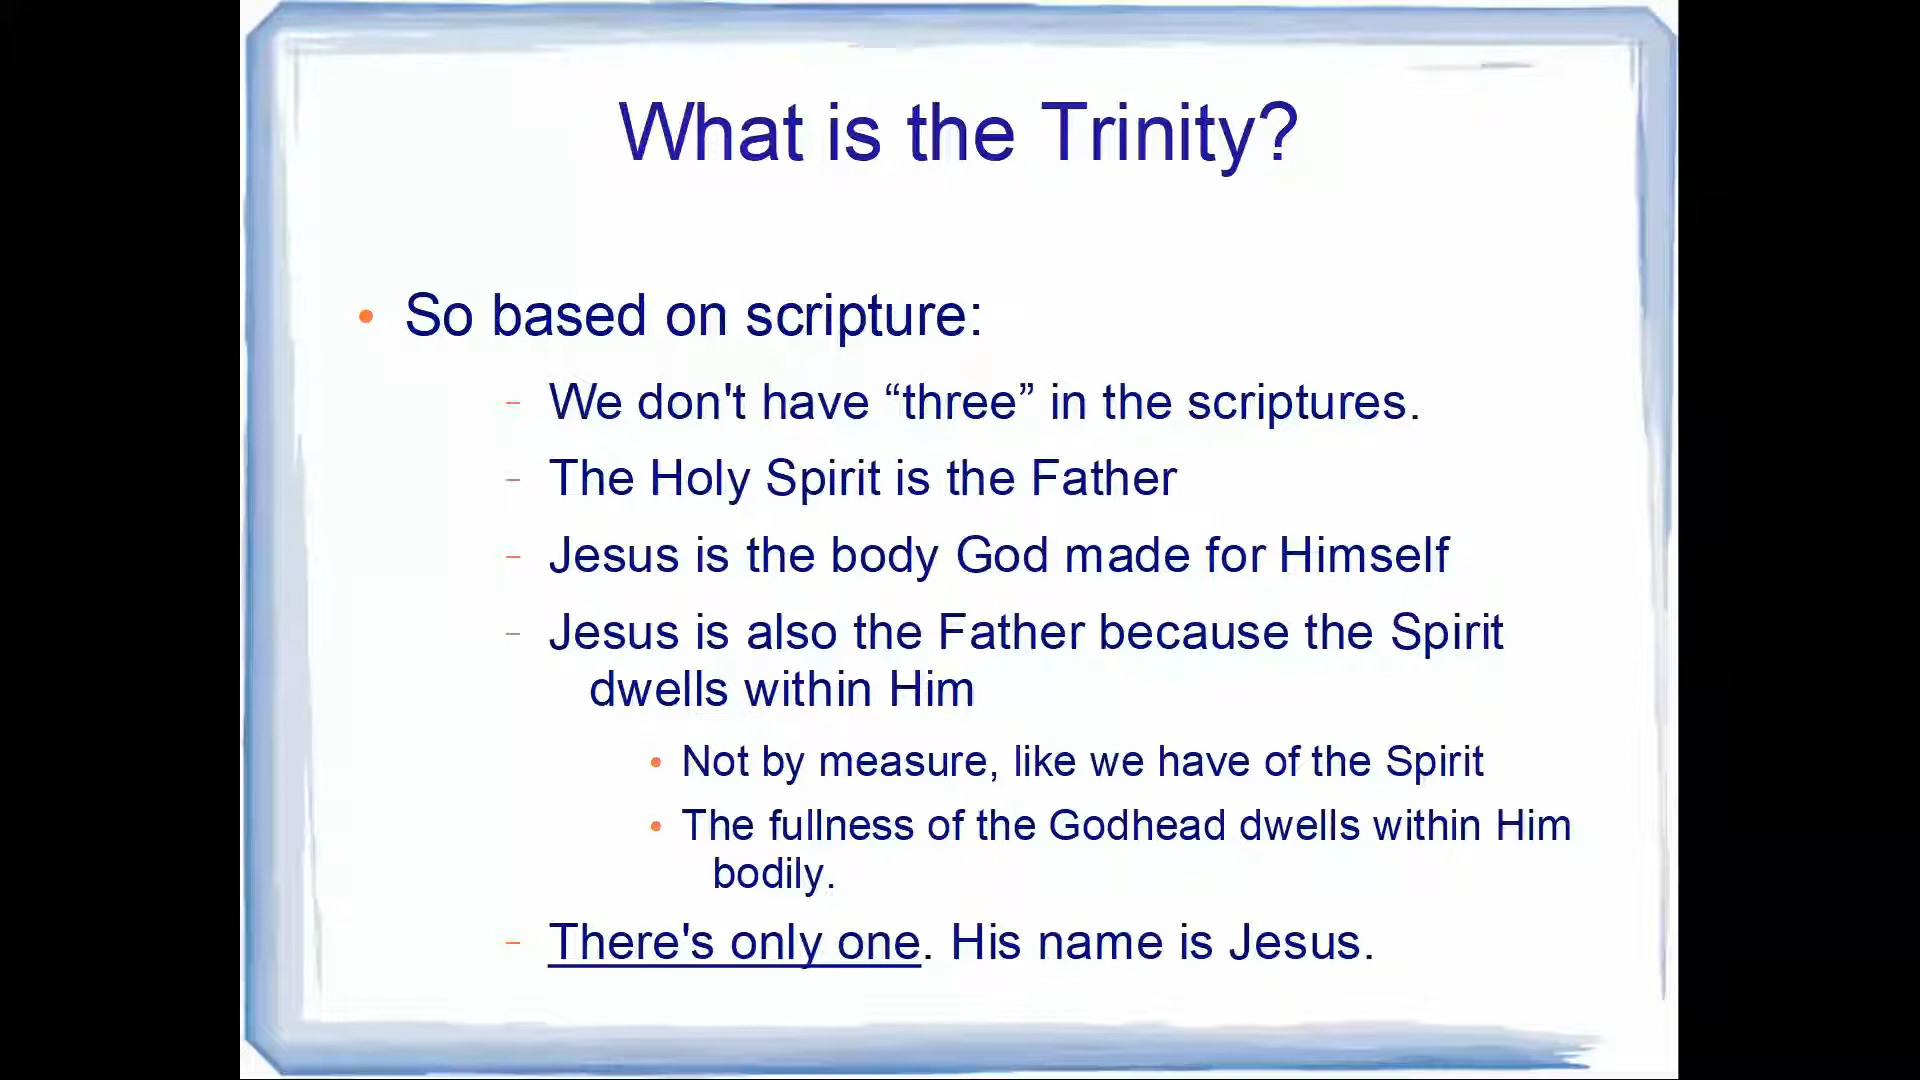 What is the Trinity?
• So based on scripture:
– We don't have “three” in the scriptures.
– The Holy Spirit is the Father
– Jesus is the body God made for Himself
– Jesus is also the Father because the Spirit
dwells within Him
• Not by measure, like we have of the Spirit
• The fullness of the Godhead dwells within Him
bodily.
– There's only one. His name is Jesus.